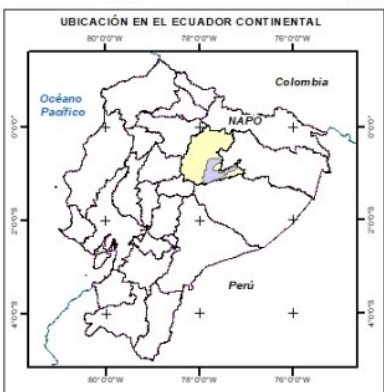 UBICACIÓN EN EL ECUADOR CONTINENTAL
80°0'0"W 78°0'0"W 76°0'0"W
Colombia
Océano
Pacífico
NAPO
0°0'0" 0°0'0"
2°0'0"S 2°0'0"S
Perú
4°0'0"S 4°0'0"S
80°0'0"W 78°0'0"W 76°0'0"W